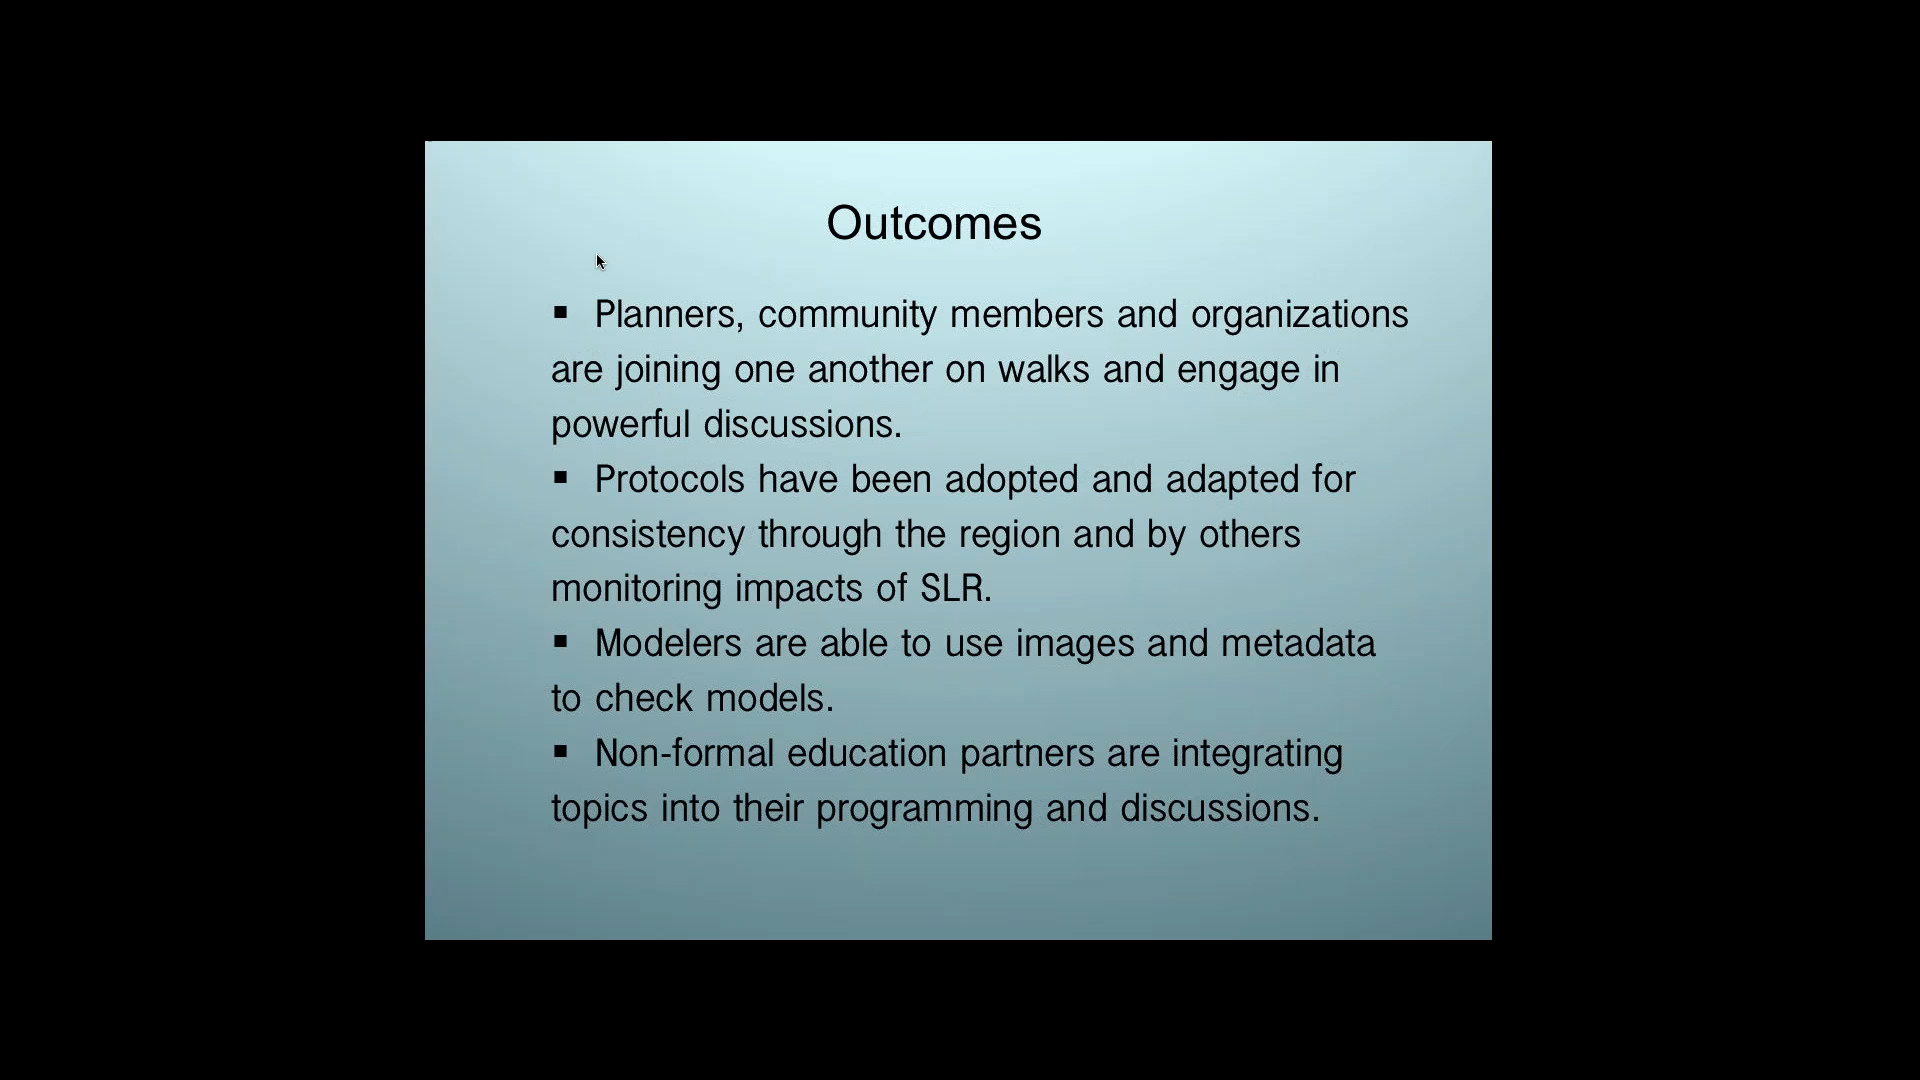 Outcomes
▪ Planners, community members and organizations
are joining one another on walks and engage in
powerful discussions.
▪ Protocols have been adopted and adapted for
consistency through the region and by others
monitoring impacts of SLR.
▪ Modelers are able to use images and metadata
to check models.
▪ Non-formal education partners are integrating
topics into their programming and discussions.